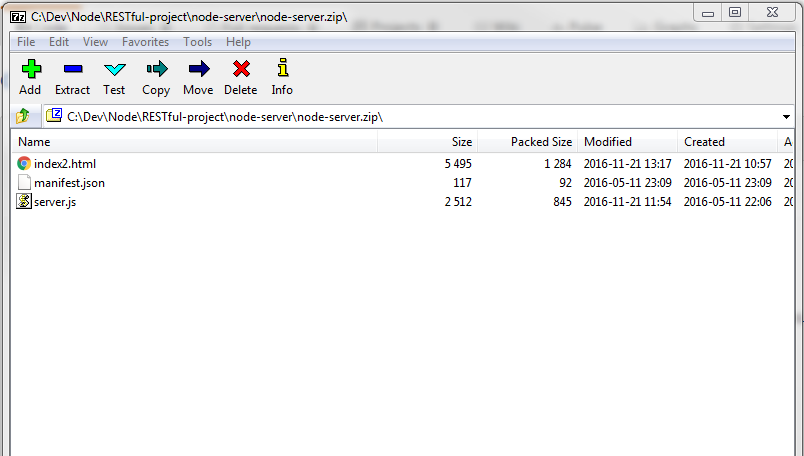 C:\Dev\Node\RESTful-project\node-server\node-server.zip\
File Edit View Favorites Tools Help
Add Extract Test Copy Move Delete Info
C:\Dev\Node\RESTful-project\node-server\node-server.zip\
Name Size Packed Size Modified Created
index2.html 5 495 1 284 2016-11-21 13:17 2016-11-21 10:57
manifest.json 117 92 2016-05-11 23:09 2016-05-11 23:09
server.js 2 512 845 2016-11-21 11:54 2016-05-11 22:06